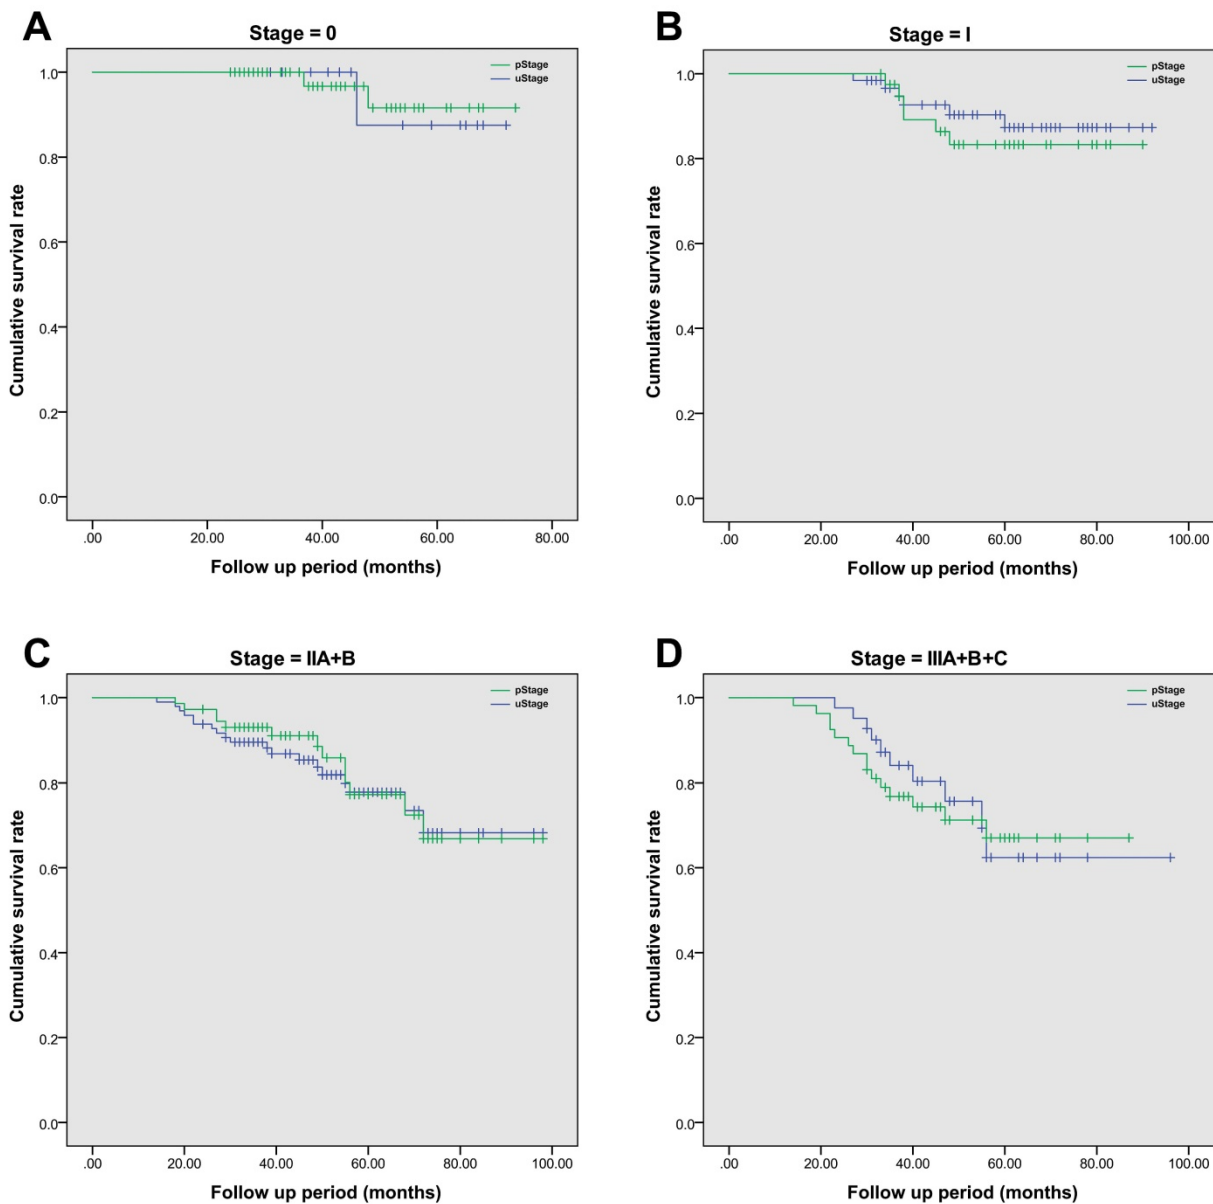 A
Stage = 0
pStage
uStage
1.0
0.8
0.6
0.4
0.2
0.0
Cumulative survival rate
.00 20.00 40.00 60.00 80.00
Follow up period (months)
B
Stage = I
pStage
uStage
1.0
0.8
0.6
0.4
0.2
0.0
Cumulative survival rate
.00 20.00 40.00 60.00 80.00 100.00
Follow up period (months)
C
Stage = IIA+B
pStage
uStage
1.0
0.8
0.6
0.4
0.2
0.0
Cumulative survival rate
.00 20.00 40.00 60.00 80.00 100.00
Follow up period (months)
D
Stage = IIIA+B+C
pStage
uStage
1.0
0.8
0.6
0.4
0.2
0.0
Cumulative survival rate
.00 20.00 40.00 60.00 80.00 100.00
Follow up period (months)